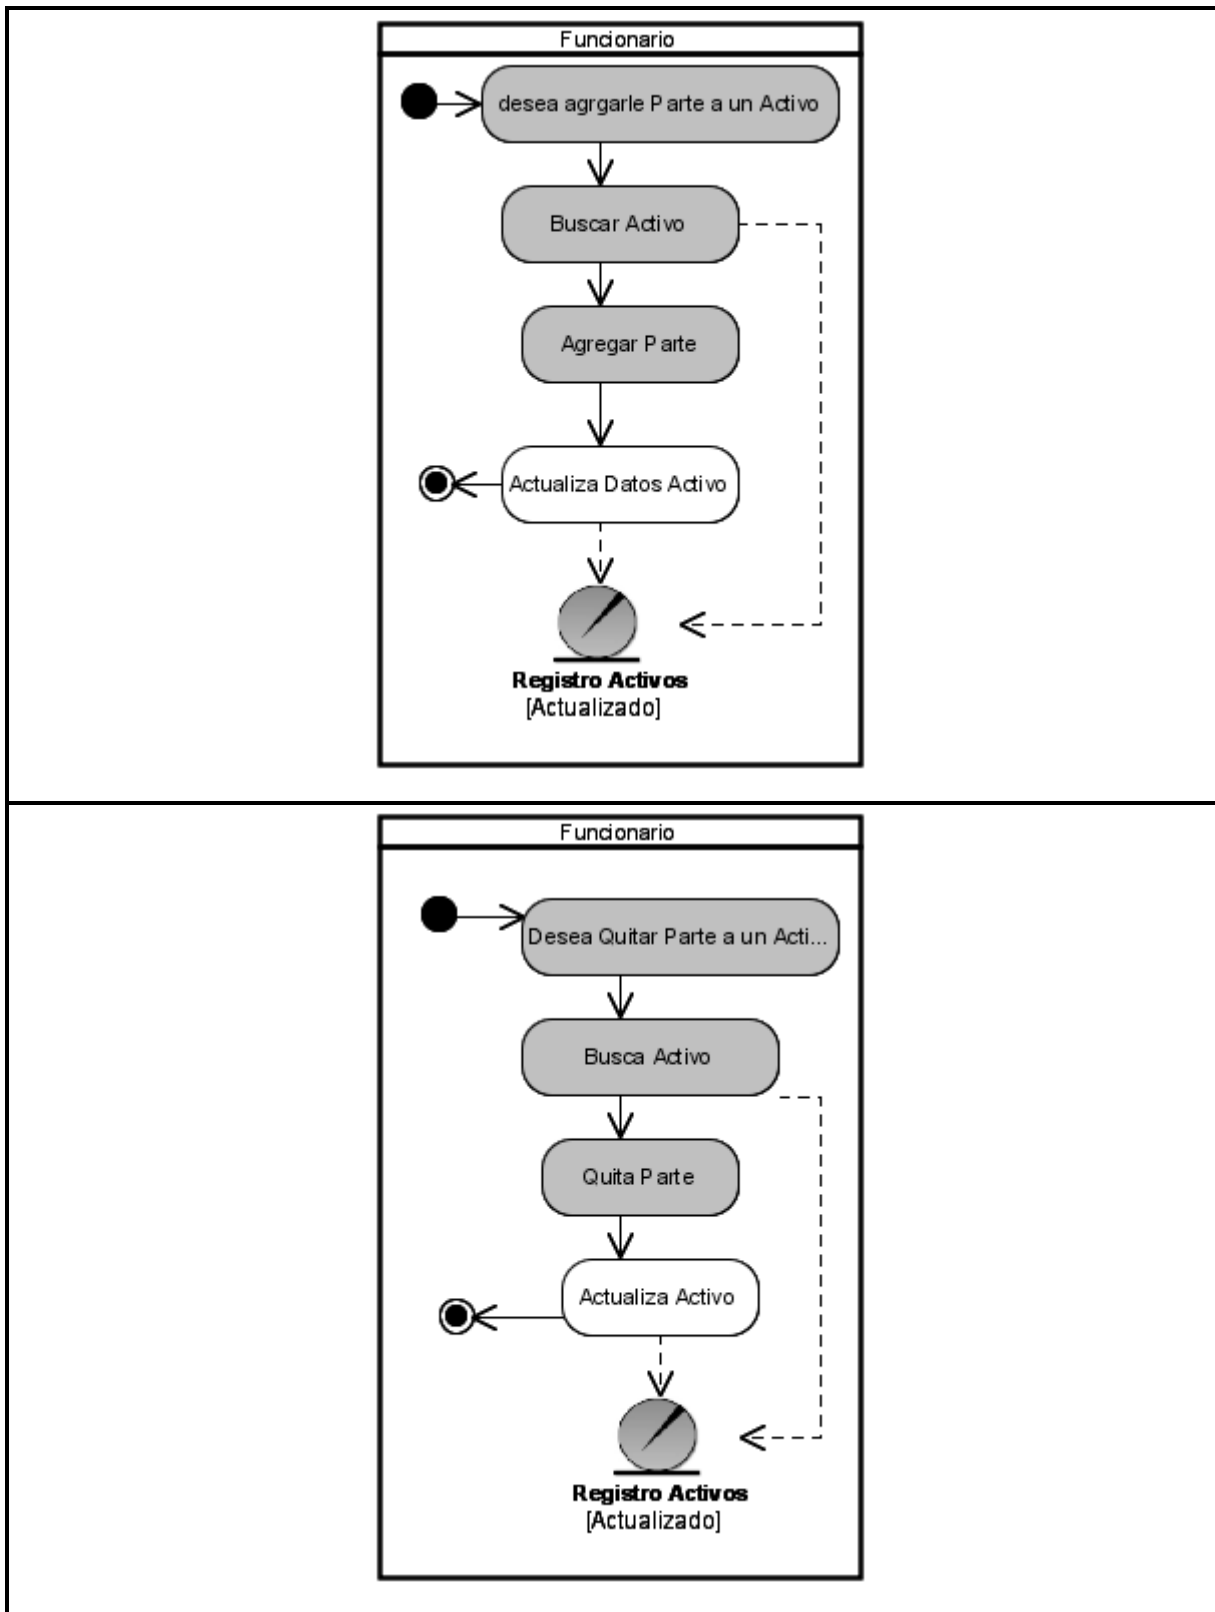 Funcionario
desea agrgarle Parte a un Activo
Buscar Activo
Agregar Parte
Actualiza Datos Activo
Registro Activos
[Actualizado]
Funcionario
Desea Quitar Parte a un Acti...
Busca Activo
Quita Parte
Actualiza Activo
Registro Activos
[Actualizado]